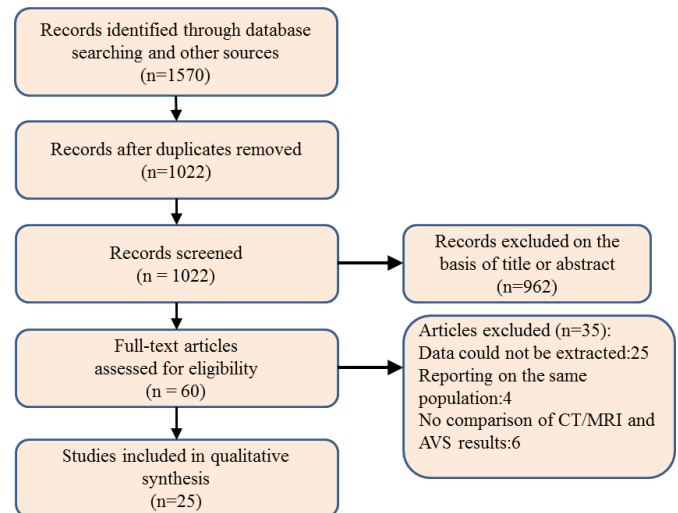 Records identified through database
searching and other sources
(n=1570)
Records after duplicates removed
(n=1022)
Records screened
(n = 1022)
Records excluded on the
basis of title or abstract
(n=962)
Full-text articles
assessed for eligibility
(n = 60)
Articles excluded (n=35):
Data could not be extracted:25
Reporting on the same
population:4
No comparison of CT/MRI and
AVS results:6
Studies included in qualitative
synthesis
(n=25)